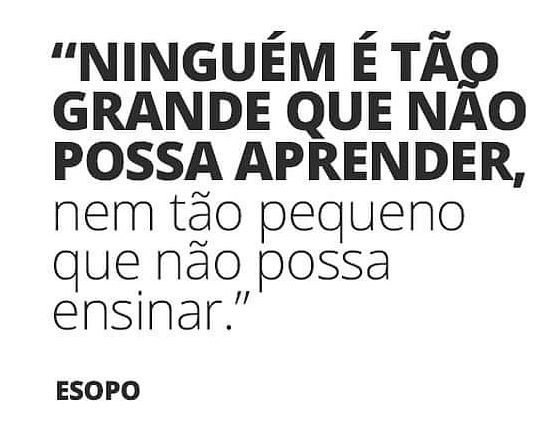 “NINGUÉM É TÃO
GRANDE QUE NÃO
POSSA APRENDER,
nem tão pequeno
que não possa
ensinar.”
ESOPO